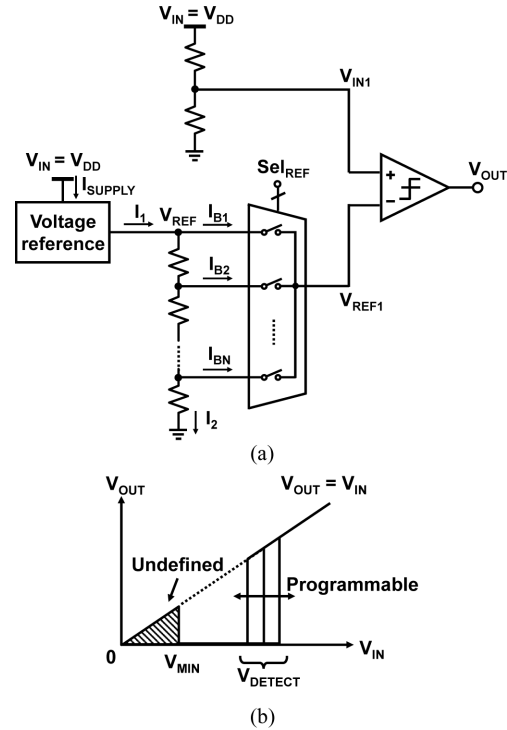 V_IN = V_DD
V_IN1
Sel_REF
V_OUT
V_IN = V_DD
I_SUPPLY
+
−
Voltage
reference
I_1
V_REF
I_B1
I_B2
V_REF1
I_BN
I_2
(a)
V_OUT
V_OUT = V_IN
Undefined
Programmable
0
V_MIN
V_DETECT
V_IN
(b)